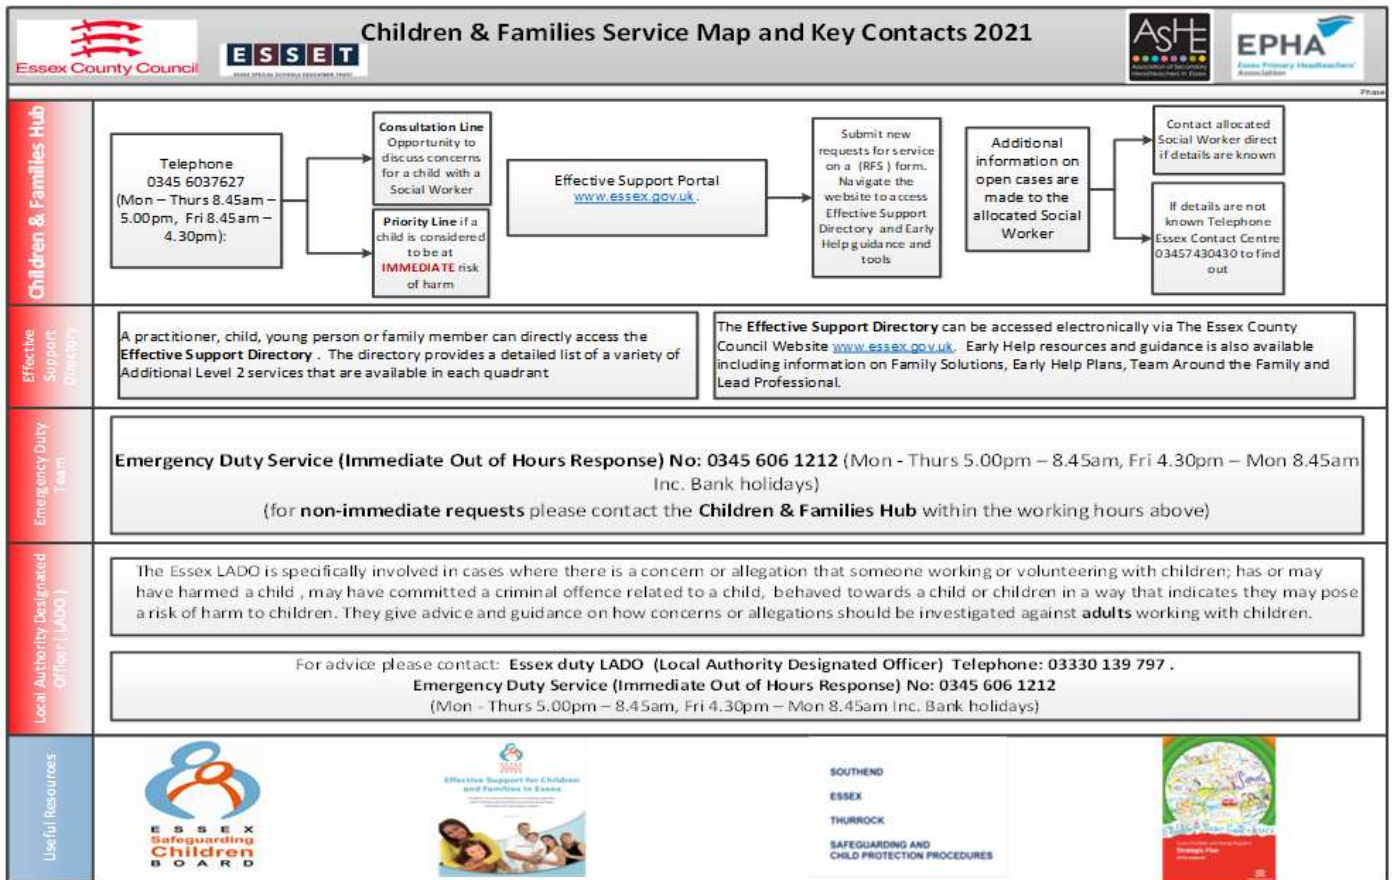 Children & Families Service Map and Key Contacts 2021
Essex County Council
ESSET
ESSEX SPECIAL SCHOOLS EDUCATION TRUST
ASHE
Association of Secondary
Headteachers in Essex
EPHA
Essex Primary Headteachers'
Association
Phase
Children & Families Hub
Telephone
0345 6037627
(Mon – Thurs 8.45am –
5.00pm, Fri 8.45am –
4.30pm):
Consultation Line
Opportunity to
discuss concerns
for a child with a
Social Worker
Priority Line if a
child is considered
to be at
IMMEDIATE risk
of harm
Effective Support Portal
www.essex.gov.uk .
Submit new
requests for service
on a (RFS ) form.
Navigate the
website to access
Effective Support
Directory and Early
Help guidance and
tools
Additional
information on
open cases are
made to the
allocated Social
Worker
Contact allocated
Social Worker direct
if details are known
If details are not
known Telephone
Essex Contact Centre
03457430430 to find
out
Effective
Support
Directory
A practitioner, child, young person or family member can directly access the
Effective Support Directory . The directory provides a detailed list of a variety of
Additional Level 2 services that are available in each quadrant
The Effective Support Directory can be accessed electronically via The Essex County
Council Website www.essex.gov.uk. Early Help resources and guidance is also available
including information on Family Solutions, Early Help Plans, Team Around the Family and
Lead Professional.
Emergency Duty
Team
Emergency Duty Service (Immediate Out of Hours Response) No: 0345 606 1212 (Mon - Thurs 5.00pm – 8.45am, Fri 4.30pm – Mon 8.45am
Inc. Bank holidays)
(for non-immediate requests please contact the Children & Families Hub within the working hours above)
Local Authority Designated
Officer ( LADO )
The Essex LADO is specifically involved in cases where there is a concern or allegation that someone working or volunteering with children; has or may
have harmed a child , may have committed a criminal offence related to a child, behaved towards a child or children in a way that indicates they may pose
a risk of harm to children. They give advice and guidance on how concerns or allegations should be investigated against adults working with children.
For advice please contact: Essex duty LADO (Local Authority Designated Officer) Telephone: 03330 139 797 .
Emergency Duty Service (Immediate Out of Hours Response) No: 0345 606 1212
(Mon - Thurs 5.00pm – 8.45am, Fri 4.30pm – Mon 8.45am Inc. Bank holidays)
Useful Resources
ESSEX
Safeguarding
Children
BOARD
Effective Support for Children
and Families in Essex
SOUTHEND
ESSEX
THURROCK
SAFEGUARDING AND
CHILD PROTECTION PROCEDURES
Strategic Plan